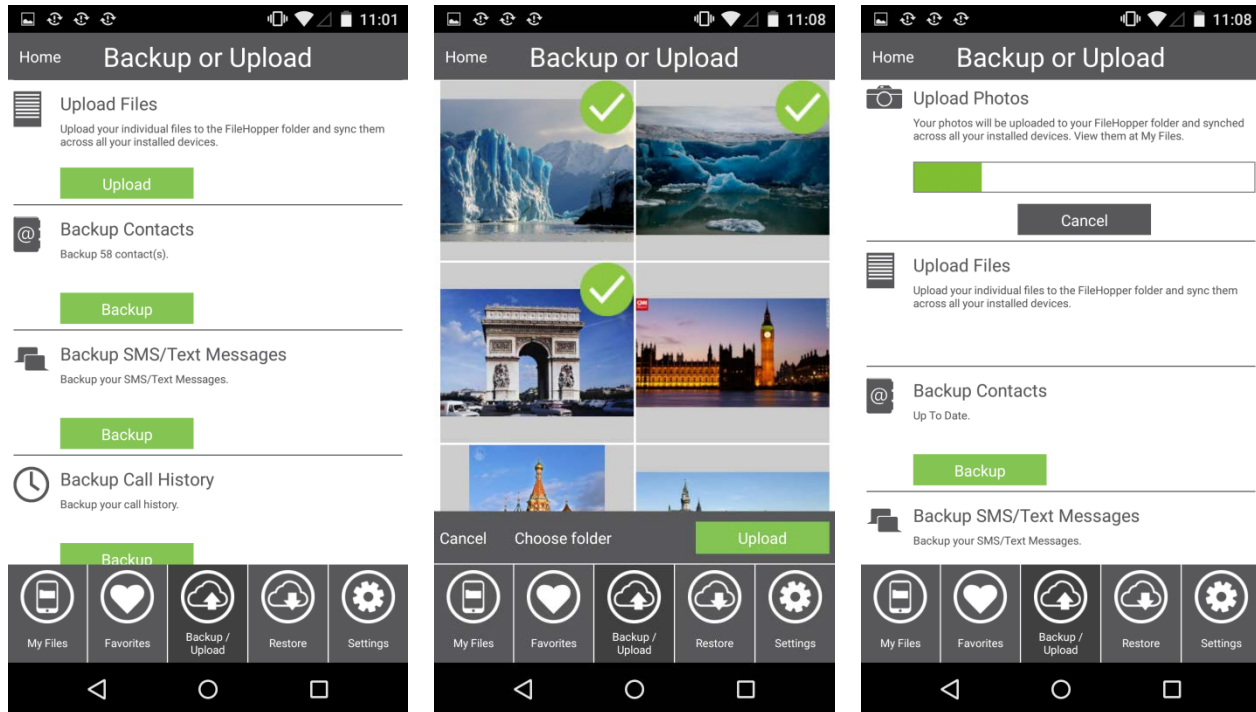 11:01
Home Backup or Upload
Upload Files
Upload your individual files to the FileHopper folder and sync them
across all your installed devices.
Upload
@
Backup Contacts
Backup 58 contact(s).
Backup
Backup SMS/Text Messages
Backup your SMS/Text Messages.
Backup
Backup Call History
Backup your call history.
Backup
My Files
Favorites
Backup /
Upload
Restore
Settings
11:08
Home Backup or Upload
CNN
Cancel Choose folder Upload
My Files
Favorites
Backup /
Upload
Restore
Settings
11:08
Home Backup or Upload
Upload Photos
Your photos will be uploaded to your FileHopper folder and synched
across all your installed devices. View them at My Files.
Cancel
Upload Files
Upload your individual files to the FileHopper folder and sync them
across all your installed devices.
@
Backup Contacts
Up To Date.
Backup
Backup SMS/Text Messages
Backup your SMS/Text Messages.
My Files
Favorites
Backup /
Upload
Restore
Settings